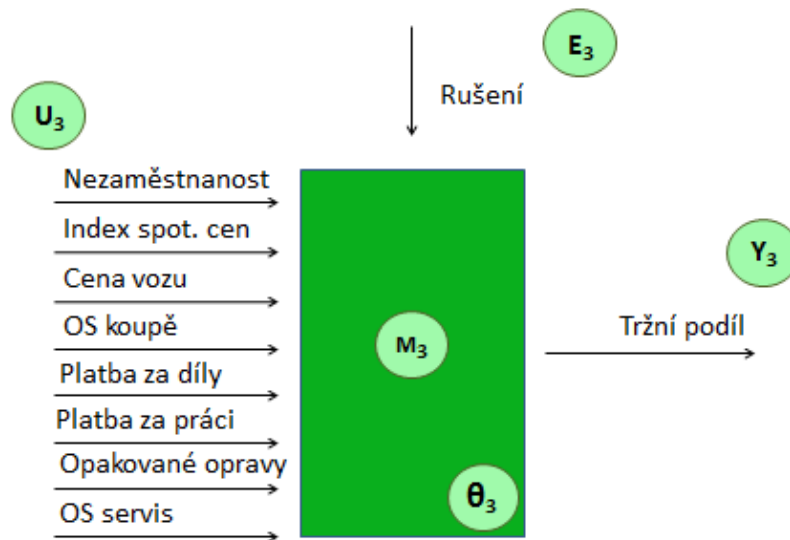 E₃
Rušení
U₃
Nezaměstnanost
Index spot. cen
Cena vozu
OS koupě
Platba za díly
Platba za práci
Opakované opravy
OS servis
M₃
θ₃
Y₃
Tržní podíl